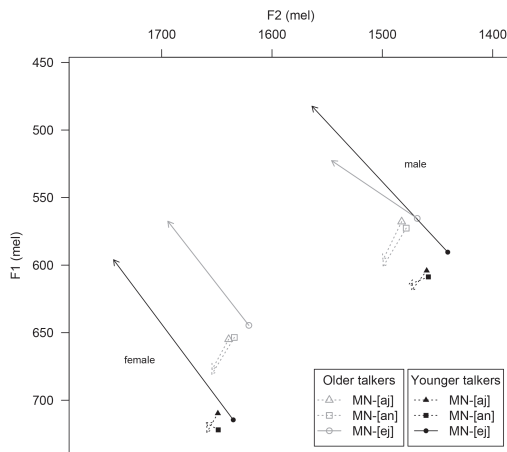 F2 (mel)
1700 1600 1500 1400
F1 (mel)
450
500
550
600
650
700
male
female
Older talkers
MN-[aj]
MN-[an]
MN-[ej]
Younger talkers
MN-[aj]
MN-[an]
MN-[ej]